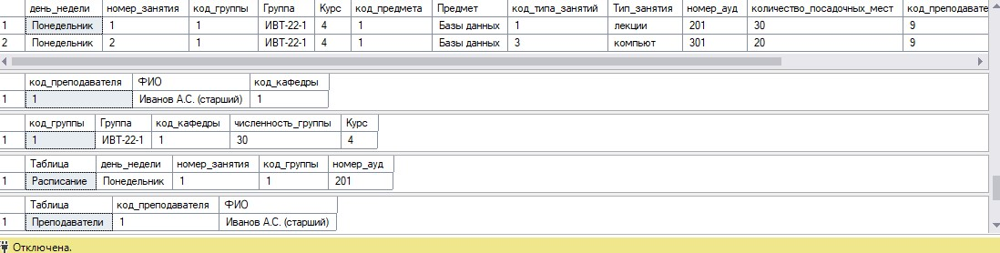 день_недели номер_занятия код_группы Группа Курс код_предмета Предмет код_типа_занятий Тип_занятия номер_ауд количество_посадочных_мест код_преподавате
1 Понедельник 1 1 ИВТ-22-1 4 1 Базы данных 1 лекции 201 30 9
2 Понедельник 2 1 ИВТ-22-1 4 1 Базы данных 3 компьют 301 20 9
код_преподавателя ФИО код_кафедры
1 1 Иванов А.С. (старший) 1
код_группы Группа код_кафедры численность_группы Курс
1 1 ИВТ-22-1 1 30 4
Таблица день_недели номер_занятия код_группы номер_ауд
1 Расписание Понедельник 1 1 201
Таблица код_преподавателя ФИО
1 Преподаватели 1 Иванов А.С. (старший)
Отключена.